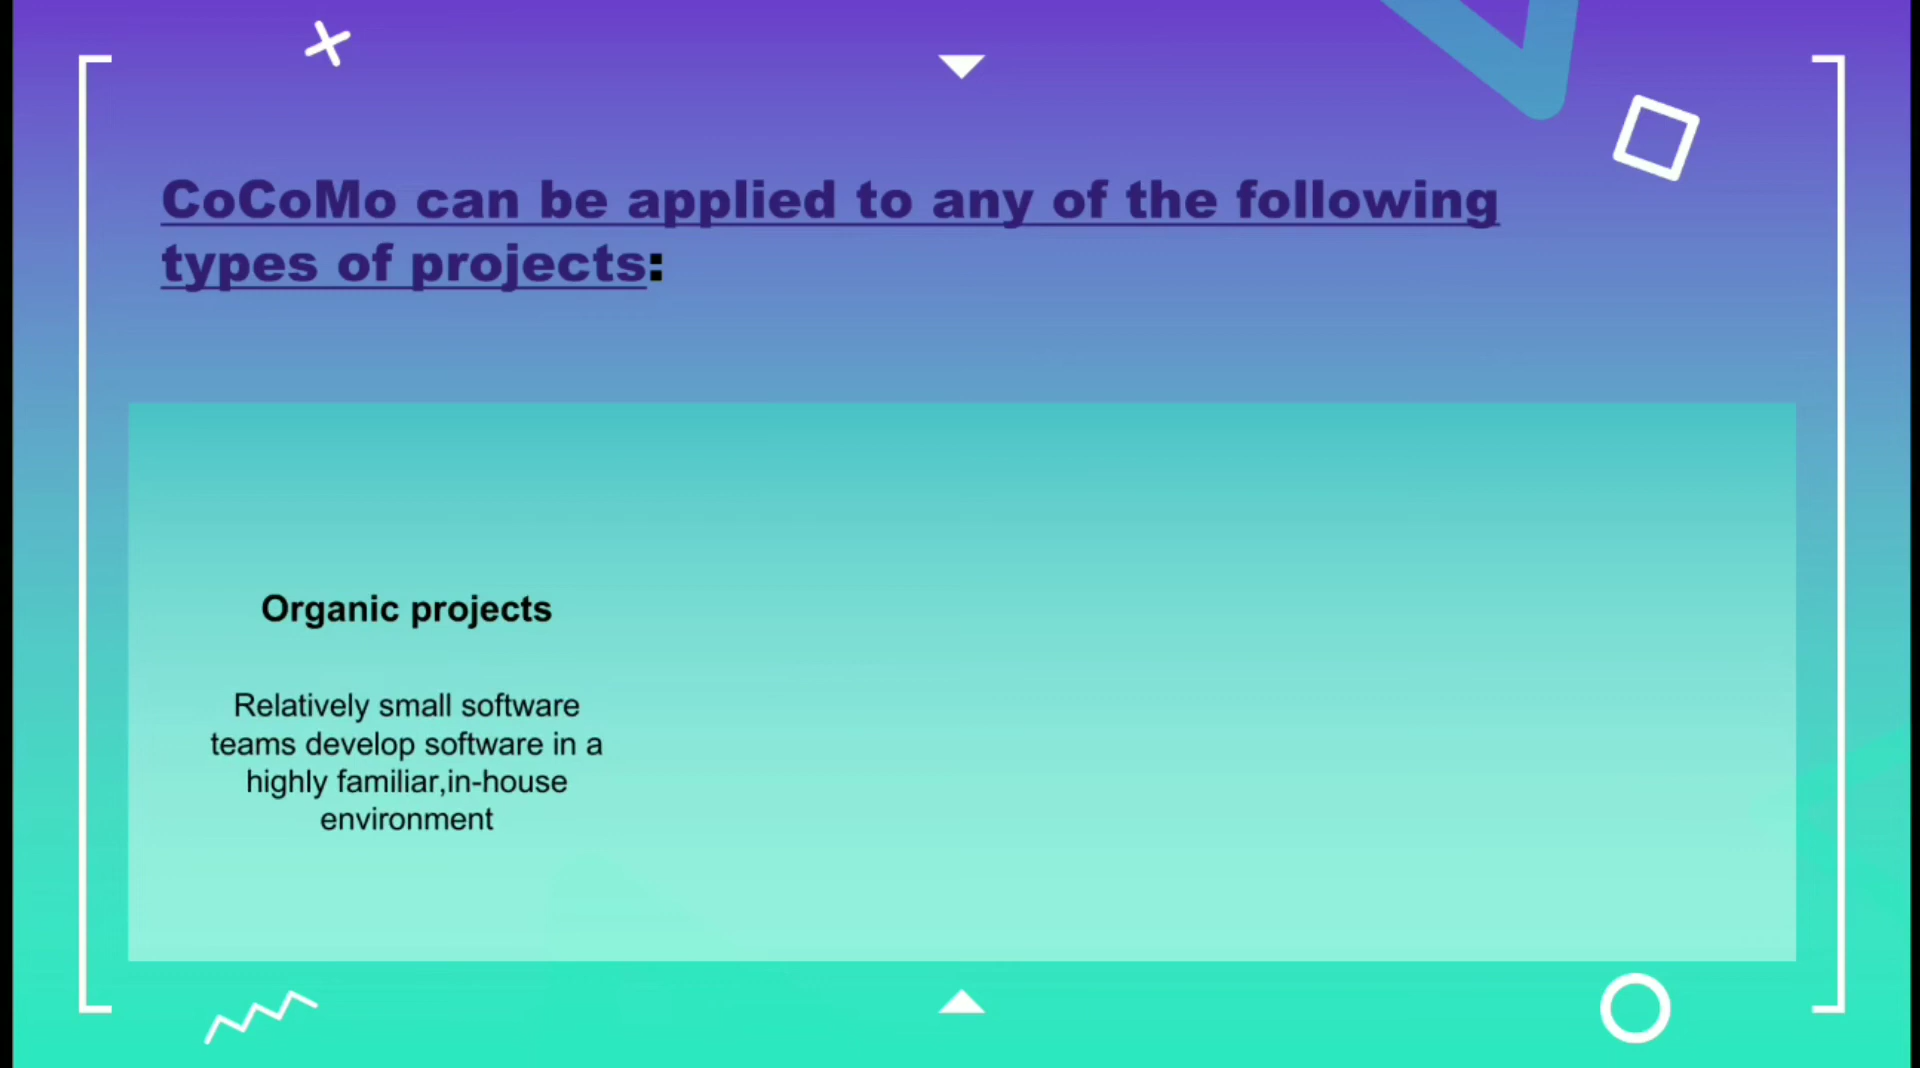 CoCoMo can be applied to any of the following
types of projects:
Organic projects
Relatively small software
teams develop software in a
highly familiar,in-house
environment